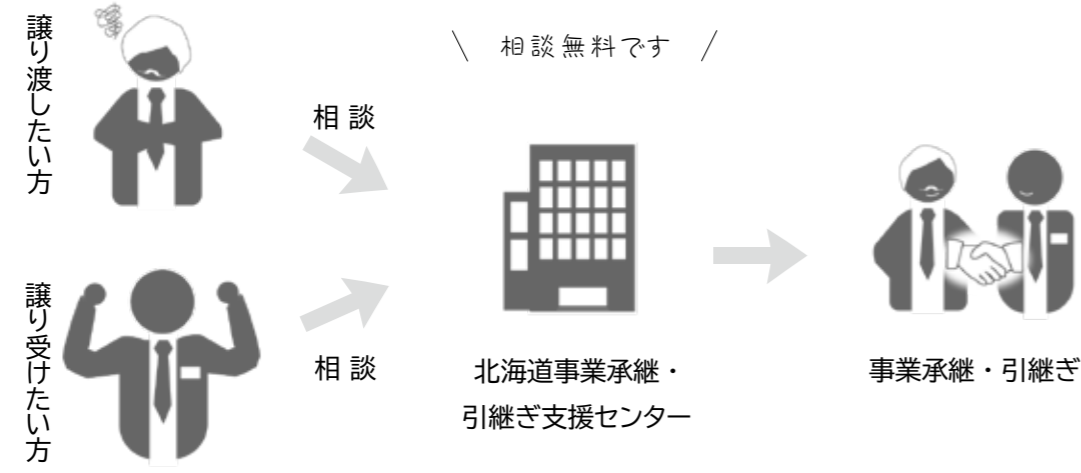 譲り渡したい方
相談無料です
相談
相談
譲り受けたい方
北海道事業承継・
引継ぎ支援センター
事業承継・引継ぎ